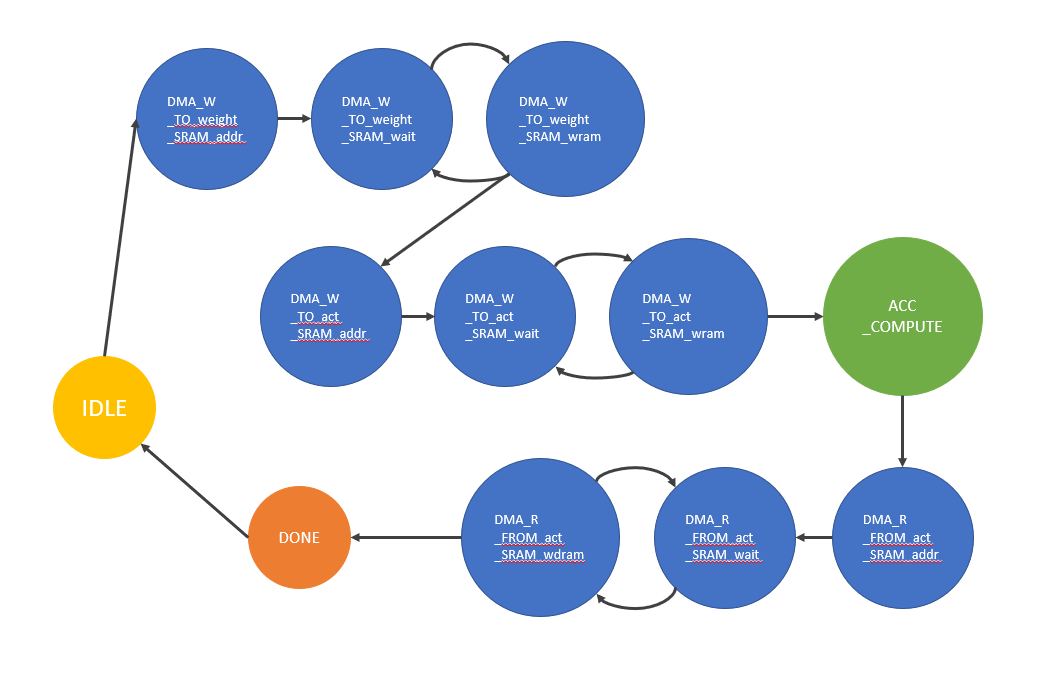 DMA_W
_TO_weight
_SRAM_addr
DMA_W
_TO_weight
_SRAM_wait
DMA_W
_TO_weight
_SRAM_wram
DMA_W
_TO_act
_SRAM_addr
DMA_W
_TO_act
_SRAM_wait
DMA_W
_TO_act
_SRAM_wram
ACC
_COMPUTE
IDLE
DONE
DMA_R
_FROM_act
_SRAM_wdram
DMA_R
_FROM_act
_SRAM_wait
DMA_R
_FROM_act
_SRAM_addr